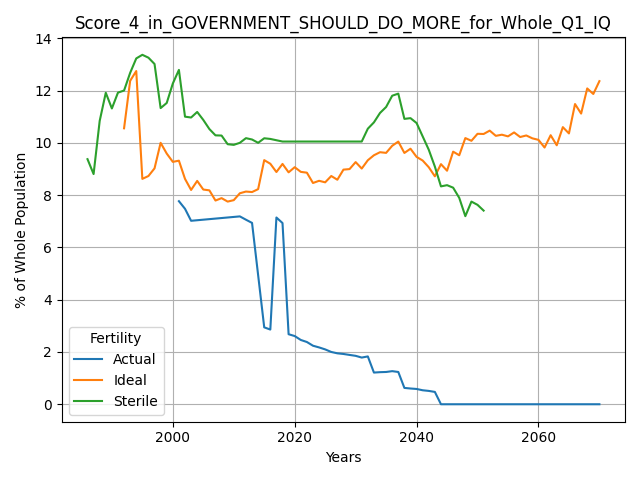 Score_4_in_GOVERNMENT_SHOULD_DO_MORE_for_Whole_Q1_IQ
% of Whole Population
14
12
10
8
6
4
2
0
Fertility
Actual
Ideal
Sterile
2000 2020 2040 2060
Years